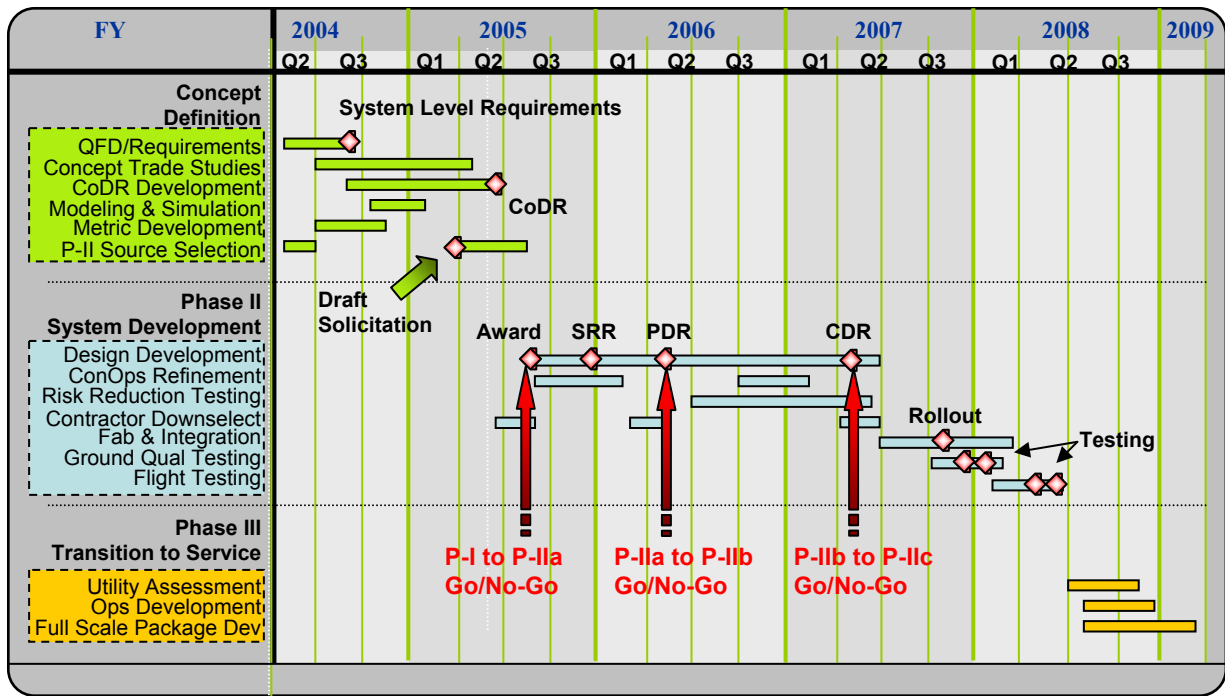 FY 2004 2005 2006 2007 2008 2009
Q2 Q3 Q1 Q2 Q3 Q1 Q2 Q3 Q1 Q2 Q3 Q1 Q2 Q3
Concept
Definition
System Level Requirements
QFD/Requirements
Concept Trade Studies
CoDR Development
Modeling & Simulation
Metric Development
P-II Source Selection
CoDR
Draft
Solicitation
Phase II
System Development
Award SRR PDR CDR
Design Development
ConOps Refinement
Risk Reduction Testing
Contractor Downselect
Fab & Integration
Ground Qual Testing
Flight Testing
Rollout
Testing
Phase III
Transition to Service
P-I to P-IIa
Go/No-Go
P-IIa to P-IIb
Go/No-Go
P-IIb to P-IIc
Go/No-Go
Utility Assessment
Ops Development
Full Scale Package Dev